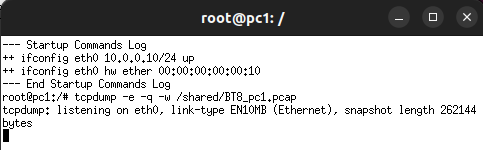 root@pc1: /
--- Startup Commands Log
++ ifconfig eth0 10.0.0.10/24 up
++ ifconfig eth0 hw ether 00:00:00:00:00:10
--- End Startup Commands Log
root@pc1:/# tcpdump -e -q -w /shared/BT8_pc1.pcap
tcpdump: listening on eth0, link-type EN10MB (Ethernet), snapshot length 262144
bytes